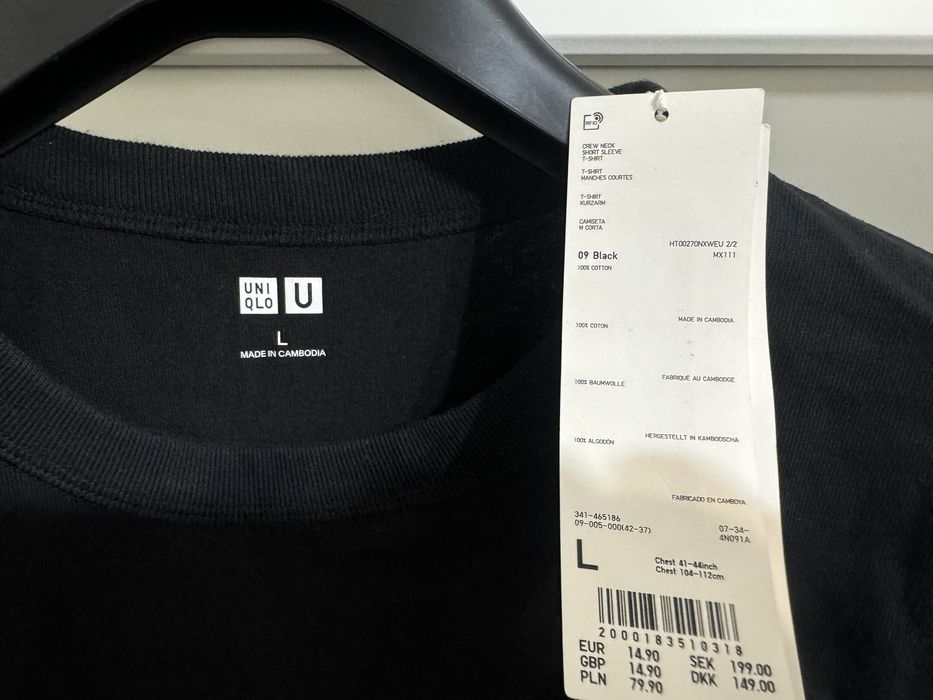 UNI
QLO
U
L
MADE IN CAMBODIA
RFID
CREW NECK
SHORT SLEEVE
T-SHIRT
T-SHIRT
MANCHES COURTES
T-SHIRT
KURZARM
CAMISETA
M CORTA
HT00270NXWEU 2/2
09 Black
MX111
100% COTTON
MADE IN CAMBODIA
100% COTON
FABRIQUÉ AU CAMBODGE
100% BAUMWOLLE
HERGESTELLT IN KAMBODSCHA
100% ALGODÓN
FABRICADO EN CAMBOYA
341-465186
09-005-000(42-37)
07-34-
4N091A
L
Chest 41-44inch
Chest 104-112cm
2000183510318
EUR 14.90
GBP 14.90
PLN 79.90
SEK 199.00
DKK 149.00